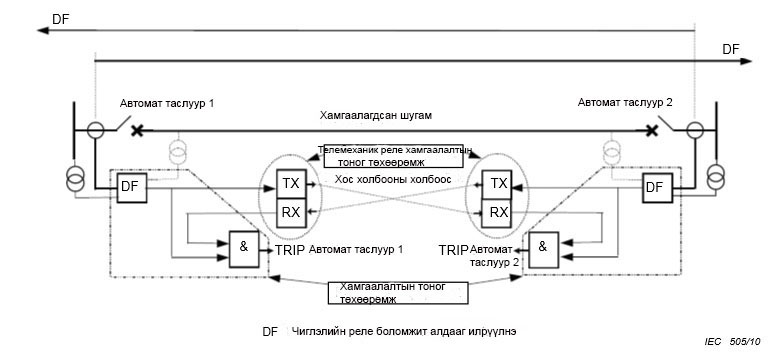 DF
DF
Автомат таслуур 1
Хамгаалагдсан шугам
Автомат таслуур 2
Телемеханик реле хамгаалалтын
тоног төхөөрөмж
Хос холбооны холбоос
DF
TX
RX
TX
RX
DF
&
TRIP Автомат таслуур 1
TRIP Автомат
таслуур 2
&
Хамгаалалтын тоног
төхөөрөмж
DF Чиглэлийн реле боломжит алдааг илрүүлнэ
IEC 505/10